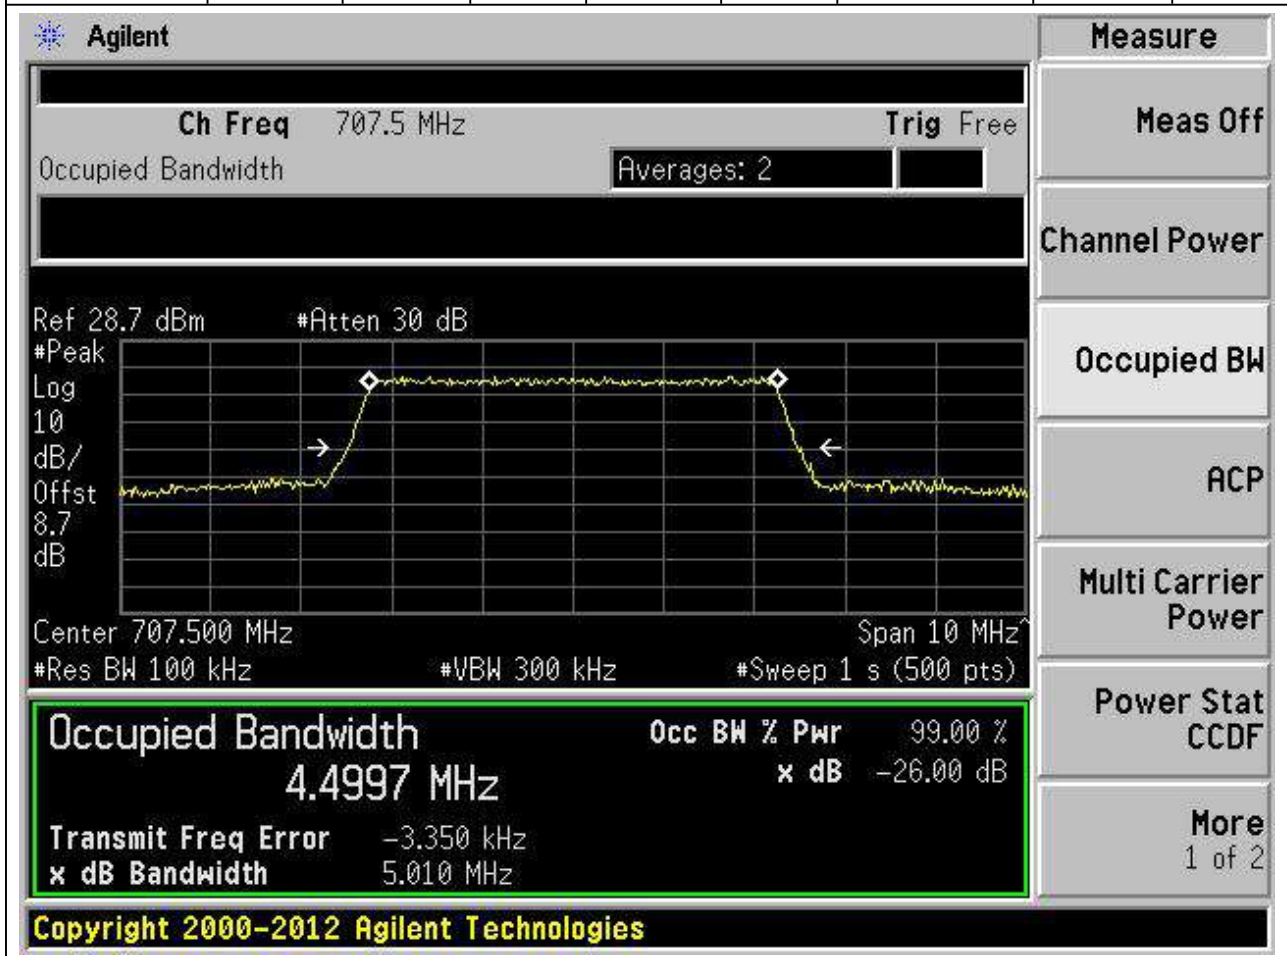 Agilent
Measure
Ch Freq 707.5 MHz Trig Free
Meas Off
Occupied Bandwidth Averages: 2
Channel Power
Ref 28.7 dBm #Atten 30 dB
#Peak
Log
10
dB/
Offst
8.7
dB
Occupied BW
ACP
Multi Carrier
Power
Center 707.500 MHz Span 10 MHz^
#Res BW 100 kHz #VBW 300 kHz #Sweep 1 s (500 pts)
Power Stat
CCDF
Occupied Bandwidth Occ BW % Pwr 99.00 %
4.4997 MHz x dB -26.00 dB
Transmit Freq Error -3.350 kHz
x dB Bandwidth 5.010 MHz
More
1 of 2
Copyright 2000-2012 Agilent Technologies